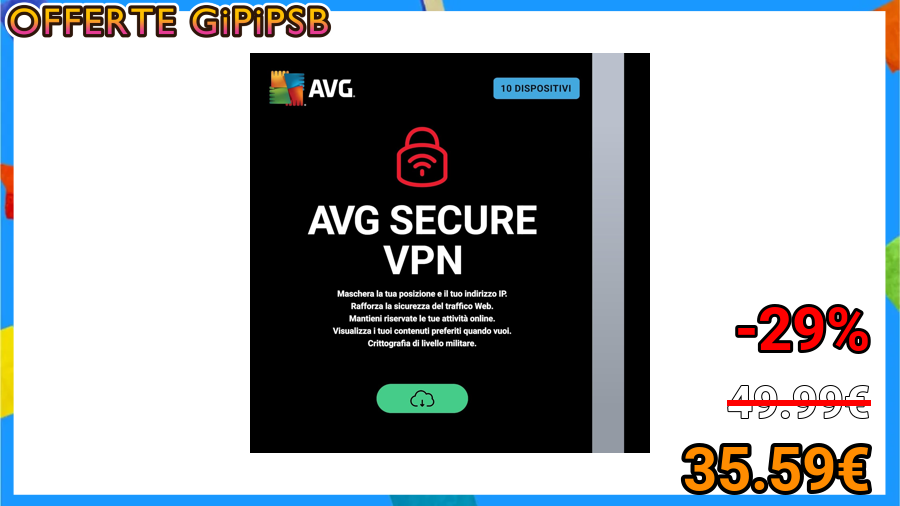 OFFERTE GiPiPSB
AVG
10 DISPOSITIVI
AVG SECURE
VPN
Maschera la tua posizione e il tuo indirizzo IP.
Rafforza la sicurezza del traffico Web.
Mantieni riservate le tue attività online.
Visualizza i tuoi contenuti preferiti quando vuoi.
Crittografia di livello militare.
-29%
49.99€
35.59€